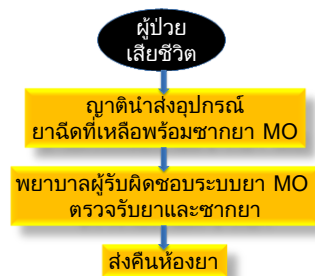 ผู้ป่วย
เสียชีวิต
ญาตินำส่งอุปกรณ์
ยาฉีดที่เหลือพร้อมซากยา MO
พยาบาลผู้รับผิดชอบระบบยา MO
ตรวจรับยาและซากยา
ส่งคืนห้องยา